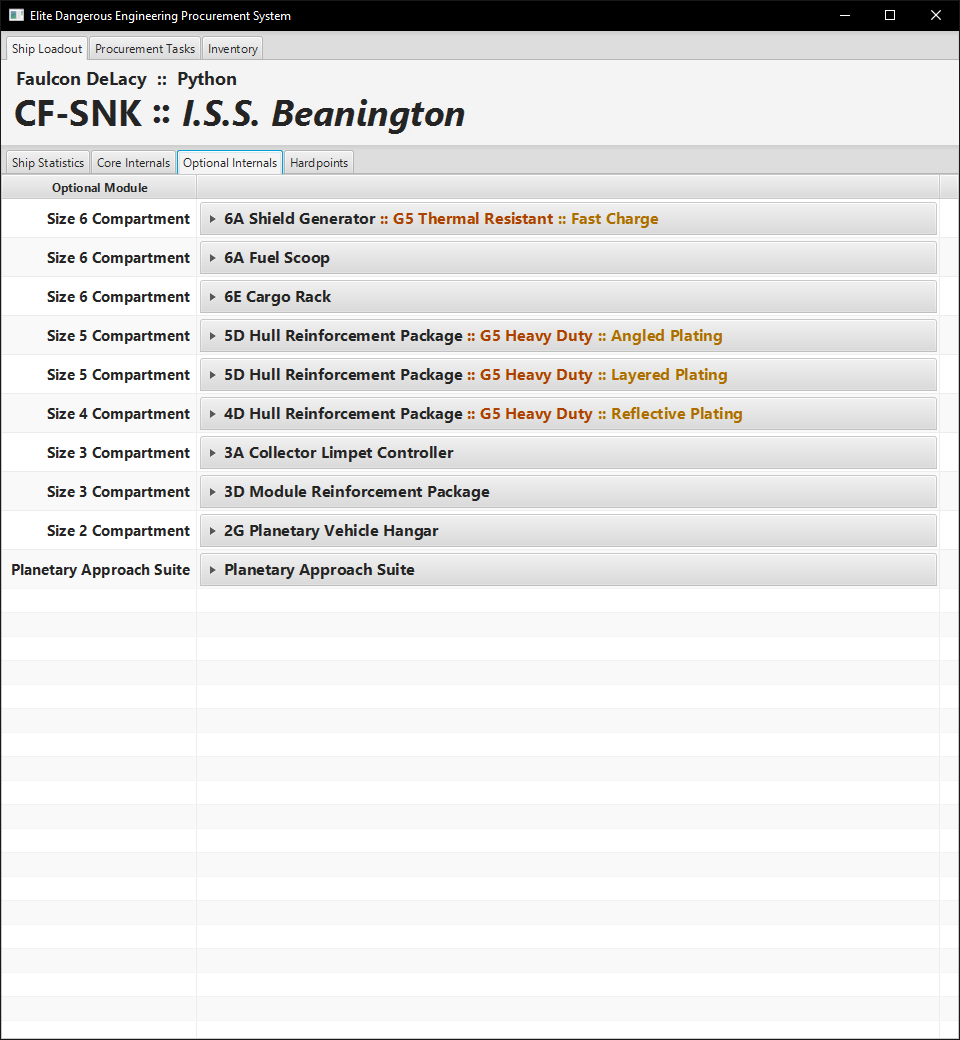 Elite Dangerous Engineering Procurement System
Ship Loadout Procurement Tasks Inventory
Faulcon DeLacy :: Python
CF-SNK :: I.S.S. Beanington
Ship Statistics Core Internals Optional Internals Hardpoints
Optional Module
Size 6 Compartment 6A Shield Generator :: G5 Thermal Resistant :: Fast Charge
Size 6 Compartment 6A Fuel Scoop
Size 6 Compartment 6E Cargo Rack
Size 5 Compartment 5D Hull Reinforcement Package :: G5 Heavy Duty :: Angled Plating
Size 5 Compartment 5D Hull Reinforcement Package :: G5 Heavy Duty :: Layered Plating
Size 4 Compartment 4D Hull Reinforcement Package :: G5 Heavy Duty :: Reflective Plating
Size 3 Compartment 3A Collector Limpet Controller
Size 3 Compartment 3D Module Reinforcement Package
Size 2 Compartment 2G Planetary Vehicle Hangar
Planetary Approach Suite Planetary Approach Suite